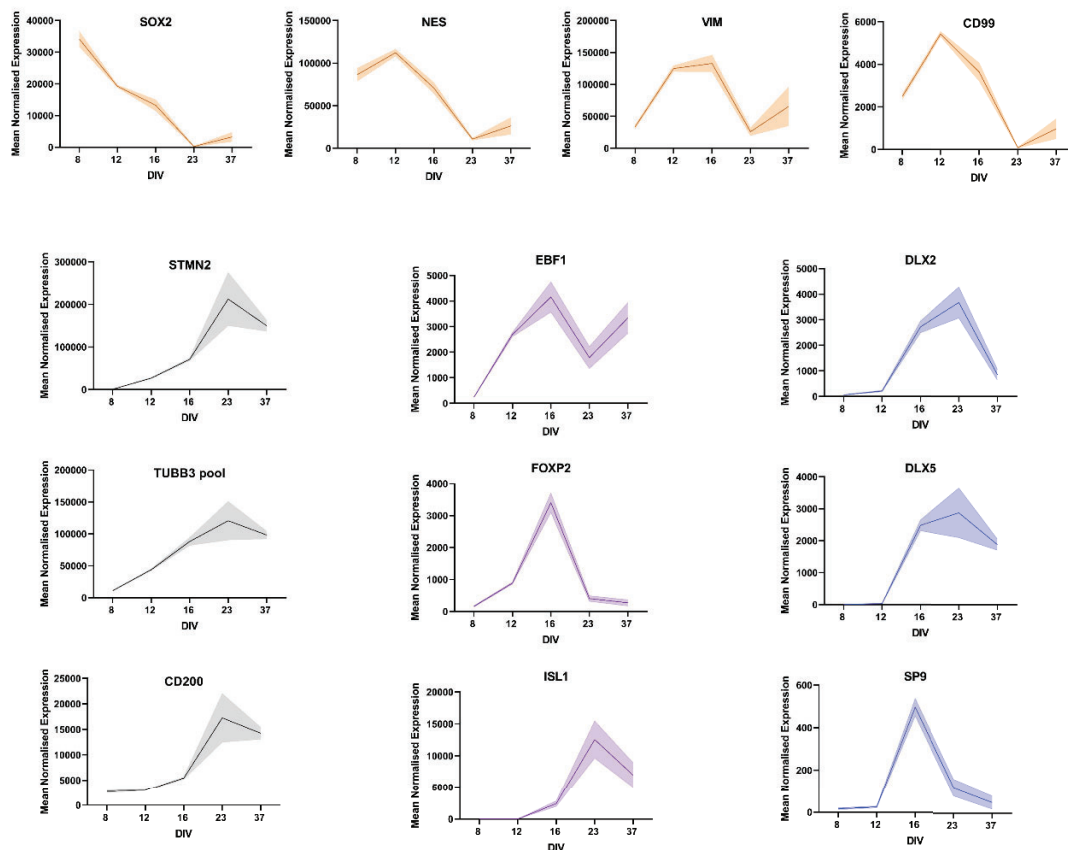 SOX2
Mean Normalised Expression
40000
30000
20000
10000
0
8 12 16 23 37
DIV
NES
Mean Normalised Expression
150000
100000
50000
0
8 12 16 23 37
DIV
VIM
Mean Normalised Expression
200000
150000
100000
50000
0
8 12 16 23 37
DIV
CD99
Mean Normalised Expression
6000
4000
2000
0
8 12 16 23 37
DIV
STMN2
Mean Normalised Expression
300000
200000
100000
0
8 12 16 23 37
DIV
EBF1
Mean Normalised Expression
5000
4000
3000
2000
1000
0
8 12 16 23 37
DIV
DLX2
Mean Normalised Expression
5000
4000
3000
2000
1000
0
8 12 16 23 37
DIV
TUBB3 pool
Mean Normalised Expression
200000
150000
100000
50000
0
8 12 16 23 37
DIV
FOXP2
Mean Normalised Expression
4000
3000
2000
1000
0
8 12 16 23 37
DIV
DLX5
Mean Normalised Expression
4000
3000
2000
1000
0
8 12 16 23 37
DIV
CD200
Mean Normalised Expression
25000
20000
15000
10000
5000
0
8 12 16 23 37
DIV
ISL1
Mean Normalised Expression
20000
15000
10000
5000
0
8 12 16 23 37
DIV
SP9
Mean Normalised Expression
600
400
200
0
8 12 16 23 37
DIV